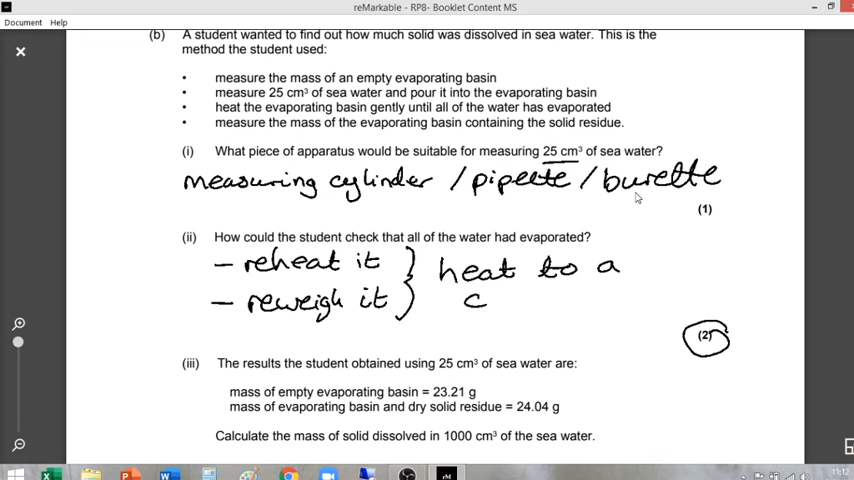 reMarkable - RP8- Booklet Content MS
Document Help
(b) A student wanted to find out how much solid was dissolved in sea water. This is the
method the student used:
• measure the mass of an empty evaporating basin
• measure 25 cm³ of sea water and pour it into the evaporating basin
• heat the evaporating basin gently until all of the water has evaporated
• measure the mass of the evaporating basin containing the solid residue.
(i) What piece of apparatus would be suitable for measuring 25 cm³ of sea water?
measuring cylinder / pipette / burette
(1)
(ii) How could the student check that all of the water had evaporated?
- reheat it } heat to a
- reweigh it } c
(2)
(iii) The results the student obtained using 25 cm³ of sea water are:
mass of empty evaporating basin = 23.21 g
mass of evaporating basin and dry solid residue = 24.04 g
Calculate the mass of solid dissolved in 1000 cm³ of the sea water.
11:12